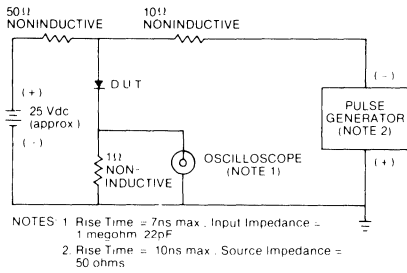 50Ω
NONINDUCTIVE
10Ω
NONINDUCTIVE
(+)
25 Vdc
(approx)
(-)
DUT
1Ω
NON-
INDUCTIVE
OSCILLOSCOPE
(NOTE 1)
(-)
PULSE
GENERATOR
(NOTE 2)
(+)
NOTES: 1. Rise Time = 7ns max. Input Impedance =
1 megohm 22pF
2. Rise Time = 10ns max. Source Impedance =
50 ohms